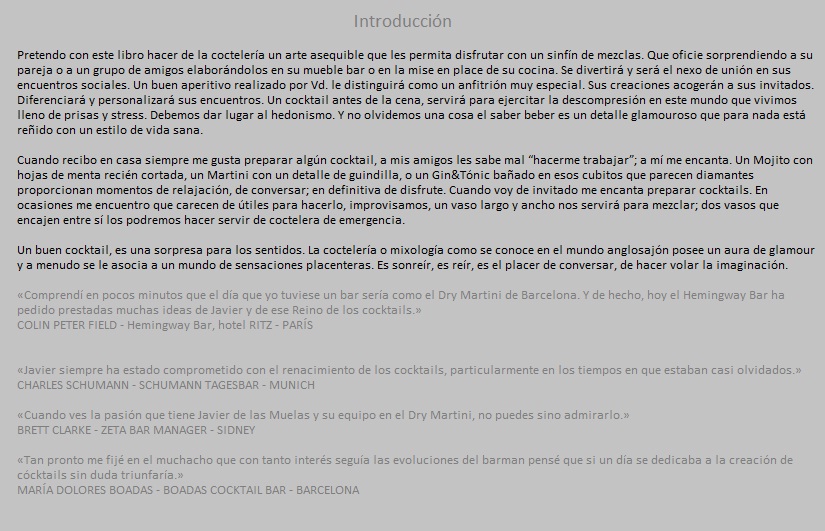 Introducción
Pretendo con este libro hacer de la coctelería un arte asequible que les permita disfrutar con un sinfín de mezclas. Que oficie sorprendiendo a su
pareja o a un grupo de amigos elaborándolos en su mueble bar o en la mise en place de su cocina. Se divertirá y será el nexo de unión en sus
encuentros sociales. Un buen aperitivo realizado por Vd. le distinguirá como un anfitrión muy especial. Sus creaciones acogerán a sus invitados.
Diferenciará y personalizará sus encuentros. Un cocktail antes de la cena, servirá para ejercitar la descompresión en este mundo que vivimos
lleno de prisas y stress. Debemos dar lugar al hedonismo. Y no olvidemos una cosa el saber beber es un detalle glamouroso que para nada está
reñido con un estilo de vida sana.
Cuando recibo en casa siempre me gusta preparar algún cocktail, a mis amigos les sabe mal “hacerme trabajar”; a mí me encanta. Un Mojito con
hojas de menta recién cortada, un Martini con un detalle de guindilla, o un Gin&Tónic bañado en esos cubitos que parecen diamantes
proporcionan momentos de relajación, de conversar; en definitiva de disfrute. Cuando voy de invitado me encanta preparar cocktails. En
ocasiones me encuentro que carecen de útiles para hacerlo, improvisamos, un vaso largo y ancho nos servirá para mezclar; dos vasos que
encajen entre sí los podremos hacer servir de coctelera de emergencia.
Un buen cocktail, es una sorpresa para los sentidos. La coctelería o mixología como se conoce en el mundo anglosajón posee un aura de glamour
y a menudo se le asocia a un mundo de sensaciones placenteras. Es sonreír, es reír, es el placer de conversar, de hacer volar la imaginación.
«Comprendí en pocos minutos que el día que yo tuviese un bar sería como el Dry Martini de Barcelona. Y de hecho, hoy el Hemingway Bar ha
pedido prestadas muchas ideas de Javier y de ese Reino de los cocktails.»
COLIN PETER FIELD - Hemingway Bar, hotel RITZ - PARÍS
«Javier siempre ha estado comprometido con el renacimiento de los cocktails, particularmente en los tiempos en que estaban casi olvidados.»
CHARLES SCHUMANN - SCHUMANN TAGESBAR - MUNICH
«Cuando ves la pasión que tiene Javier de las Muelas y su equipo en el Dry Martini, no puedes sino admirarlo.»
BRETT CLARKE - ZETA BAR MANAGER - SIDNEY
«Tan pronto me fijé en el muchacho que con tanto interés seguía las evoluciones del barman pensé que si un día se dedicaba a la creación de
cócktails sin duda triunfaría.»
MARÍA DOLORES BOADAS - BOADAS COCKTAIL BAR - BARCELONA